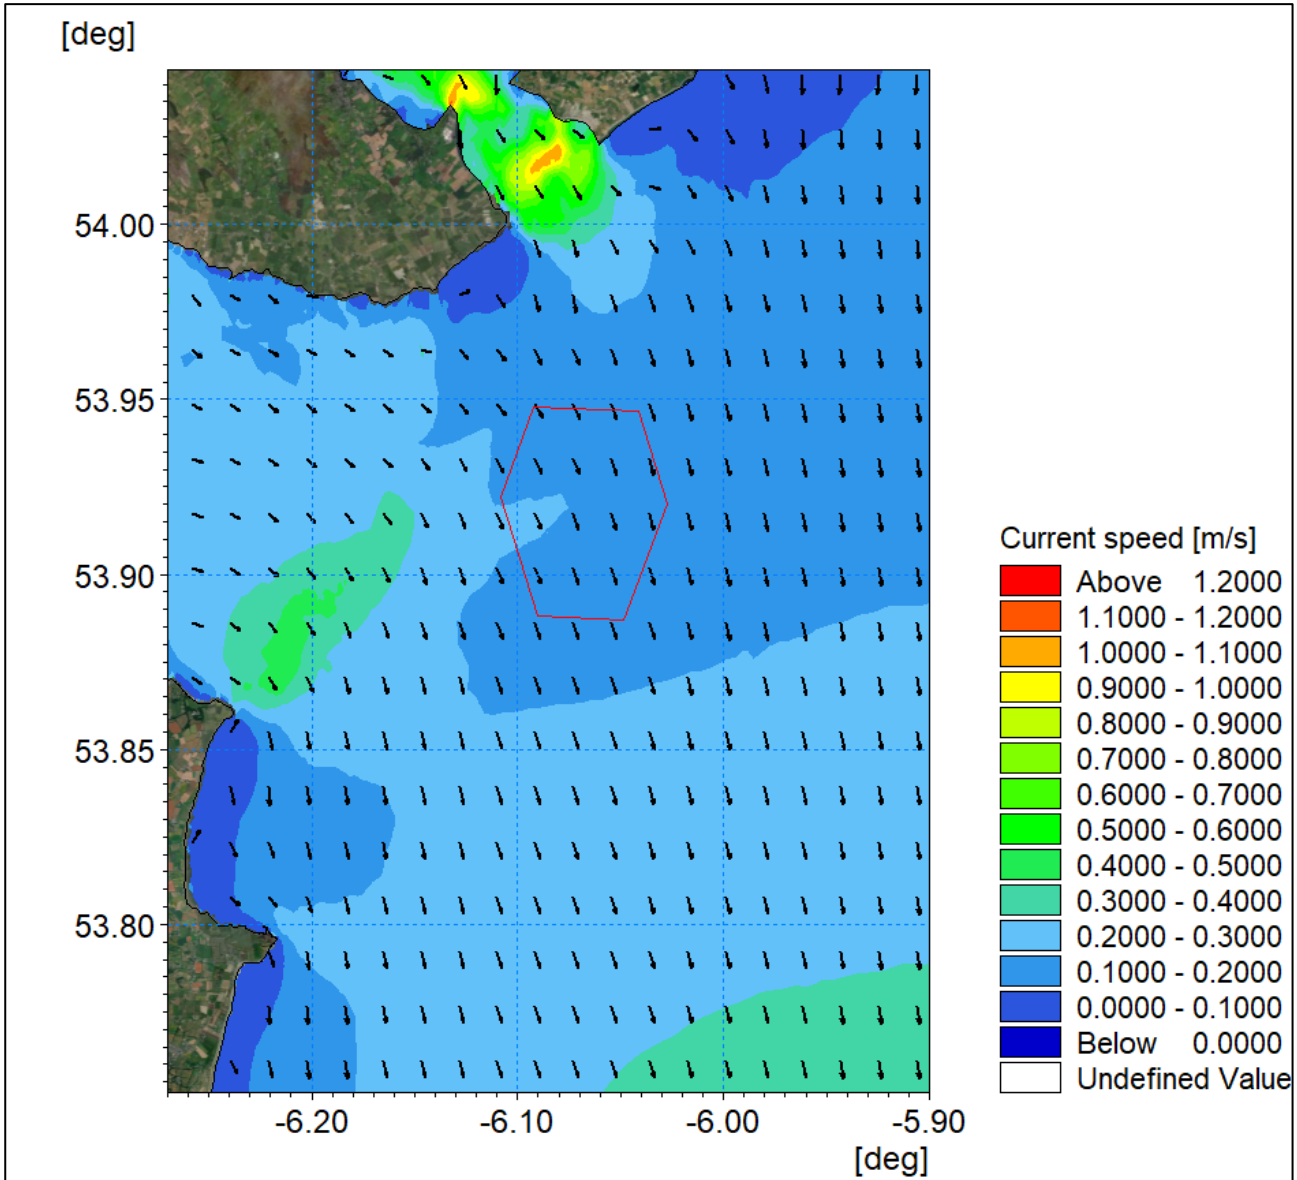 [deg]
54.00
53.95
53.90
53.85
53.80
-6.20 -6.10 -6.00 -5.90
[deg]
Current speed [m/s]
Above 1.2000
1.1000 - 1.2000
1.0000 - 1.1000
0.9000 - 1.0000
0.8000 - 0.9000
0.7000 - 0.8000
0.6000 - 0.7000
0.5000 - 0.6000
0.4000 - 0.5000
0.3000 - 0.4000
0.2000 - 0.3000
0.1000 - 0.2000
0.0000 - 0.1000
Below 0.0000
Undefined Value